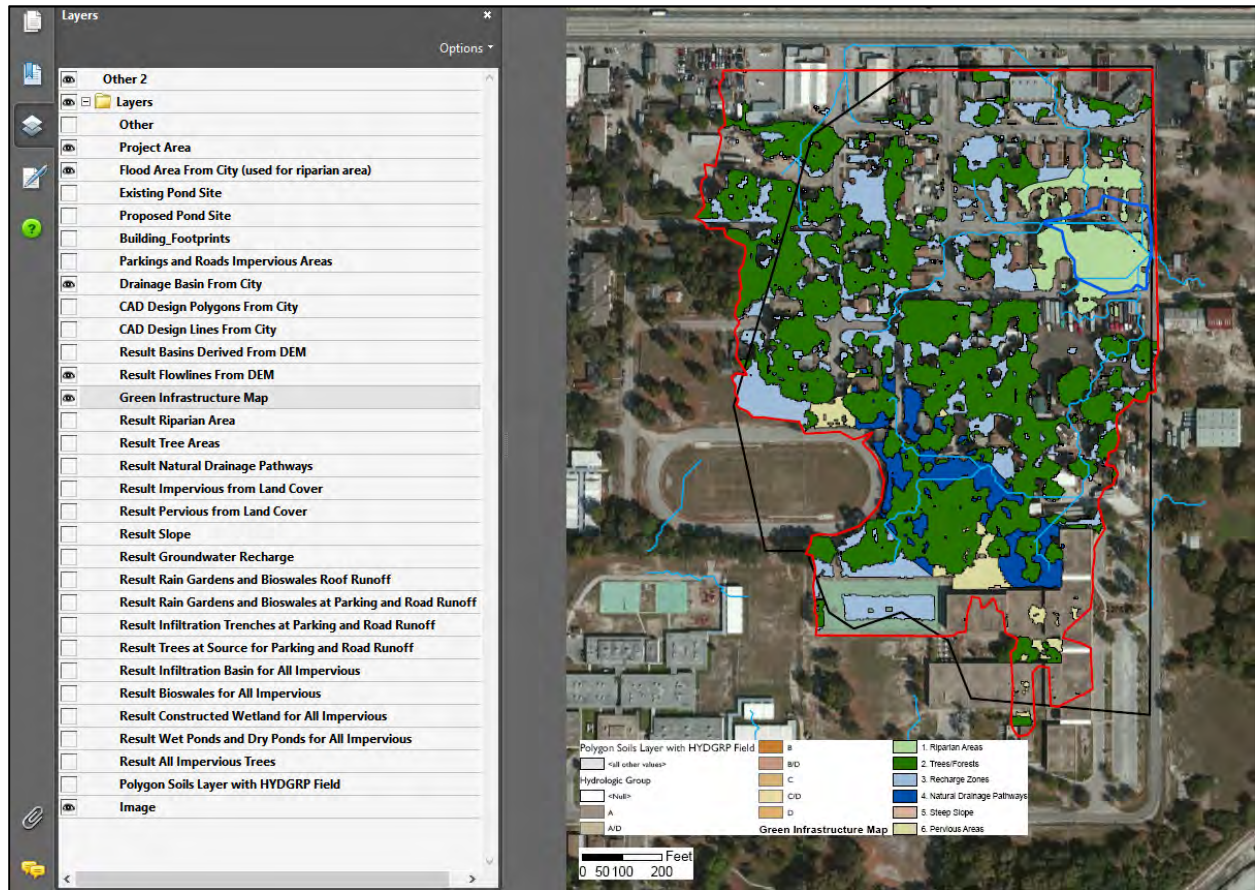 Layers
Options
Other 2
Layers
Other
Project Area
Flood Area From City (used for riparian area)
Existing Pond Site
Proposed Pond Site
Building_Footprints
Parkings and Roads Impervious Areas
Drainage Basin From City
CAD Design Polygons From City
CAD Design Lines From City
Result Basins Derived From DEM
Result Flowlines From DEM
Green Infrastructure Map
Result Riparian Area
Result Tree Areas
Result Natural Drainage Pathways
Result Impervious from Land Cover
Result Pervious from Land Cover
Result Slope
Result Groundwater Recharge
Result Rain Gardens and Bioswales Roof Runoff
Result Rain Gardens and Bioswales at Parking and Road Runoff
Result Infiltration Trenches at Parking and Road Runoff
Result Trees at Source for Parking and Road Runoff
Result Infiltration Basin for All Impervious
Result Bioswales for All Impervious
Result Constructed Wetland for All Impervious
Result Wet Ponds and Dry Ponds for All Impervious
Result All Impervious Trees
Polygon Soils Layer with HYDGRP Field
Image
Polygon Soils Layer with HYDGRP Field
<all other values>
Hydrologic Group
<Null>
A
A/D
B
B/D
C
C/D
D
Green Infrastructure Map
1. Riparian Areas
2. Trees/Forests
3. Recharge Zones
4. Natural Drainage Pathways
5. Steep Slope
6. Pervious Areas
Feet
0 50 100 200